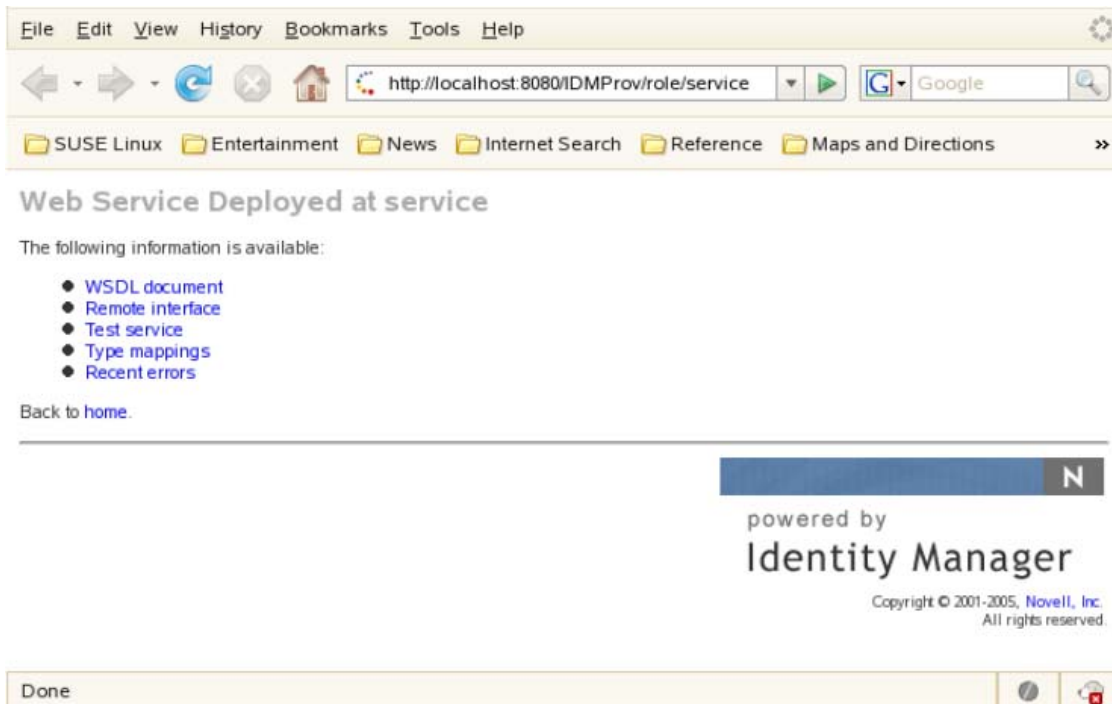 File Edit View History Bookmarks Tools Help
http://localhost:8080/IDMProv/role/service G Google
SUSE Linux Entertainment News Internet Search Reference Maps and Directions »
Web Service Deployed at service
The following information is available:
● WSDL document
● Remote interface
● Test service
● Type mappings
● Recent errors
Back to home.
N
powered by
Identity Manager
Copyright © 2001-2005, Novell, Inc.
All rights reserved.
Done